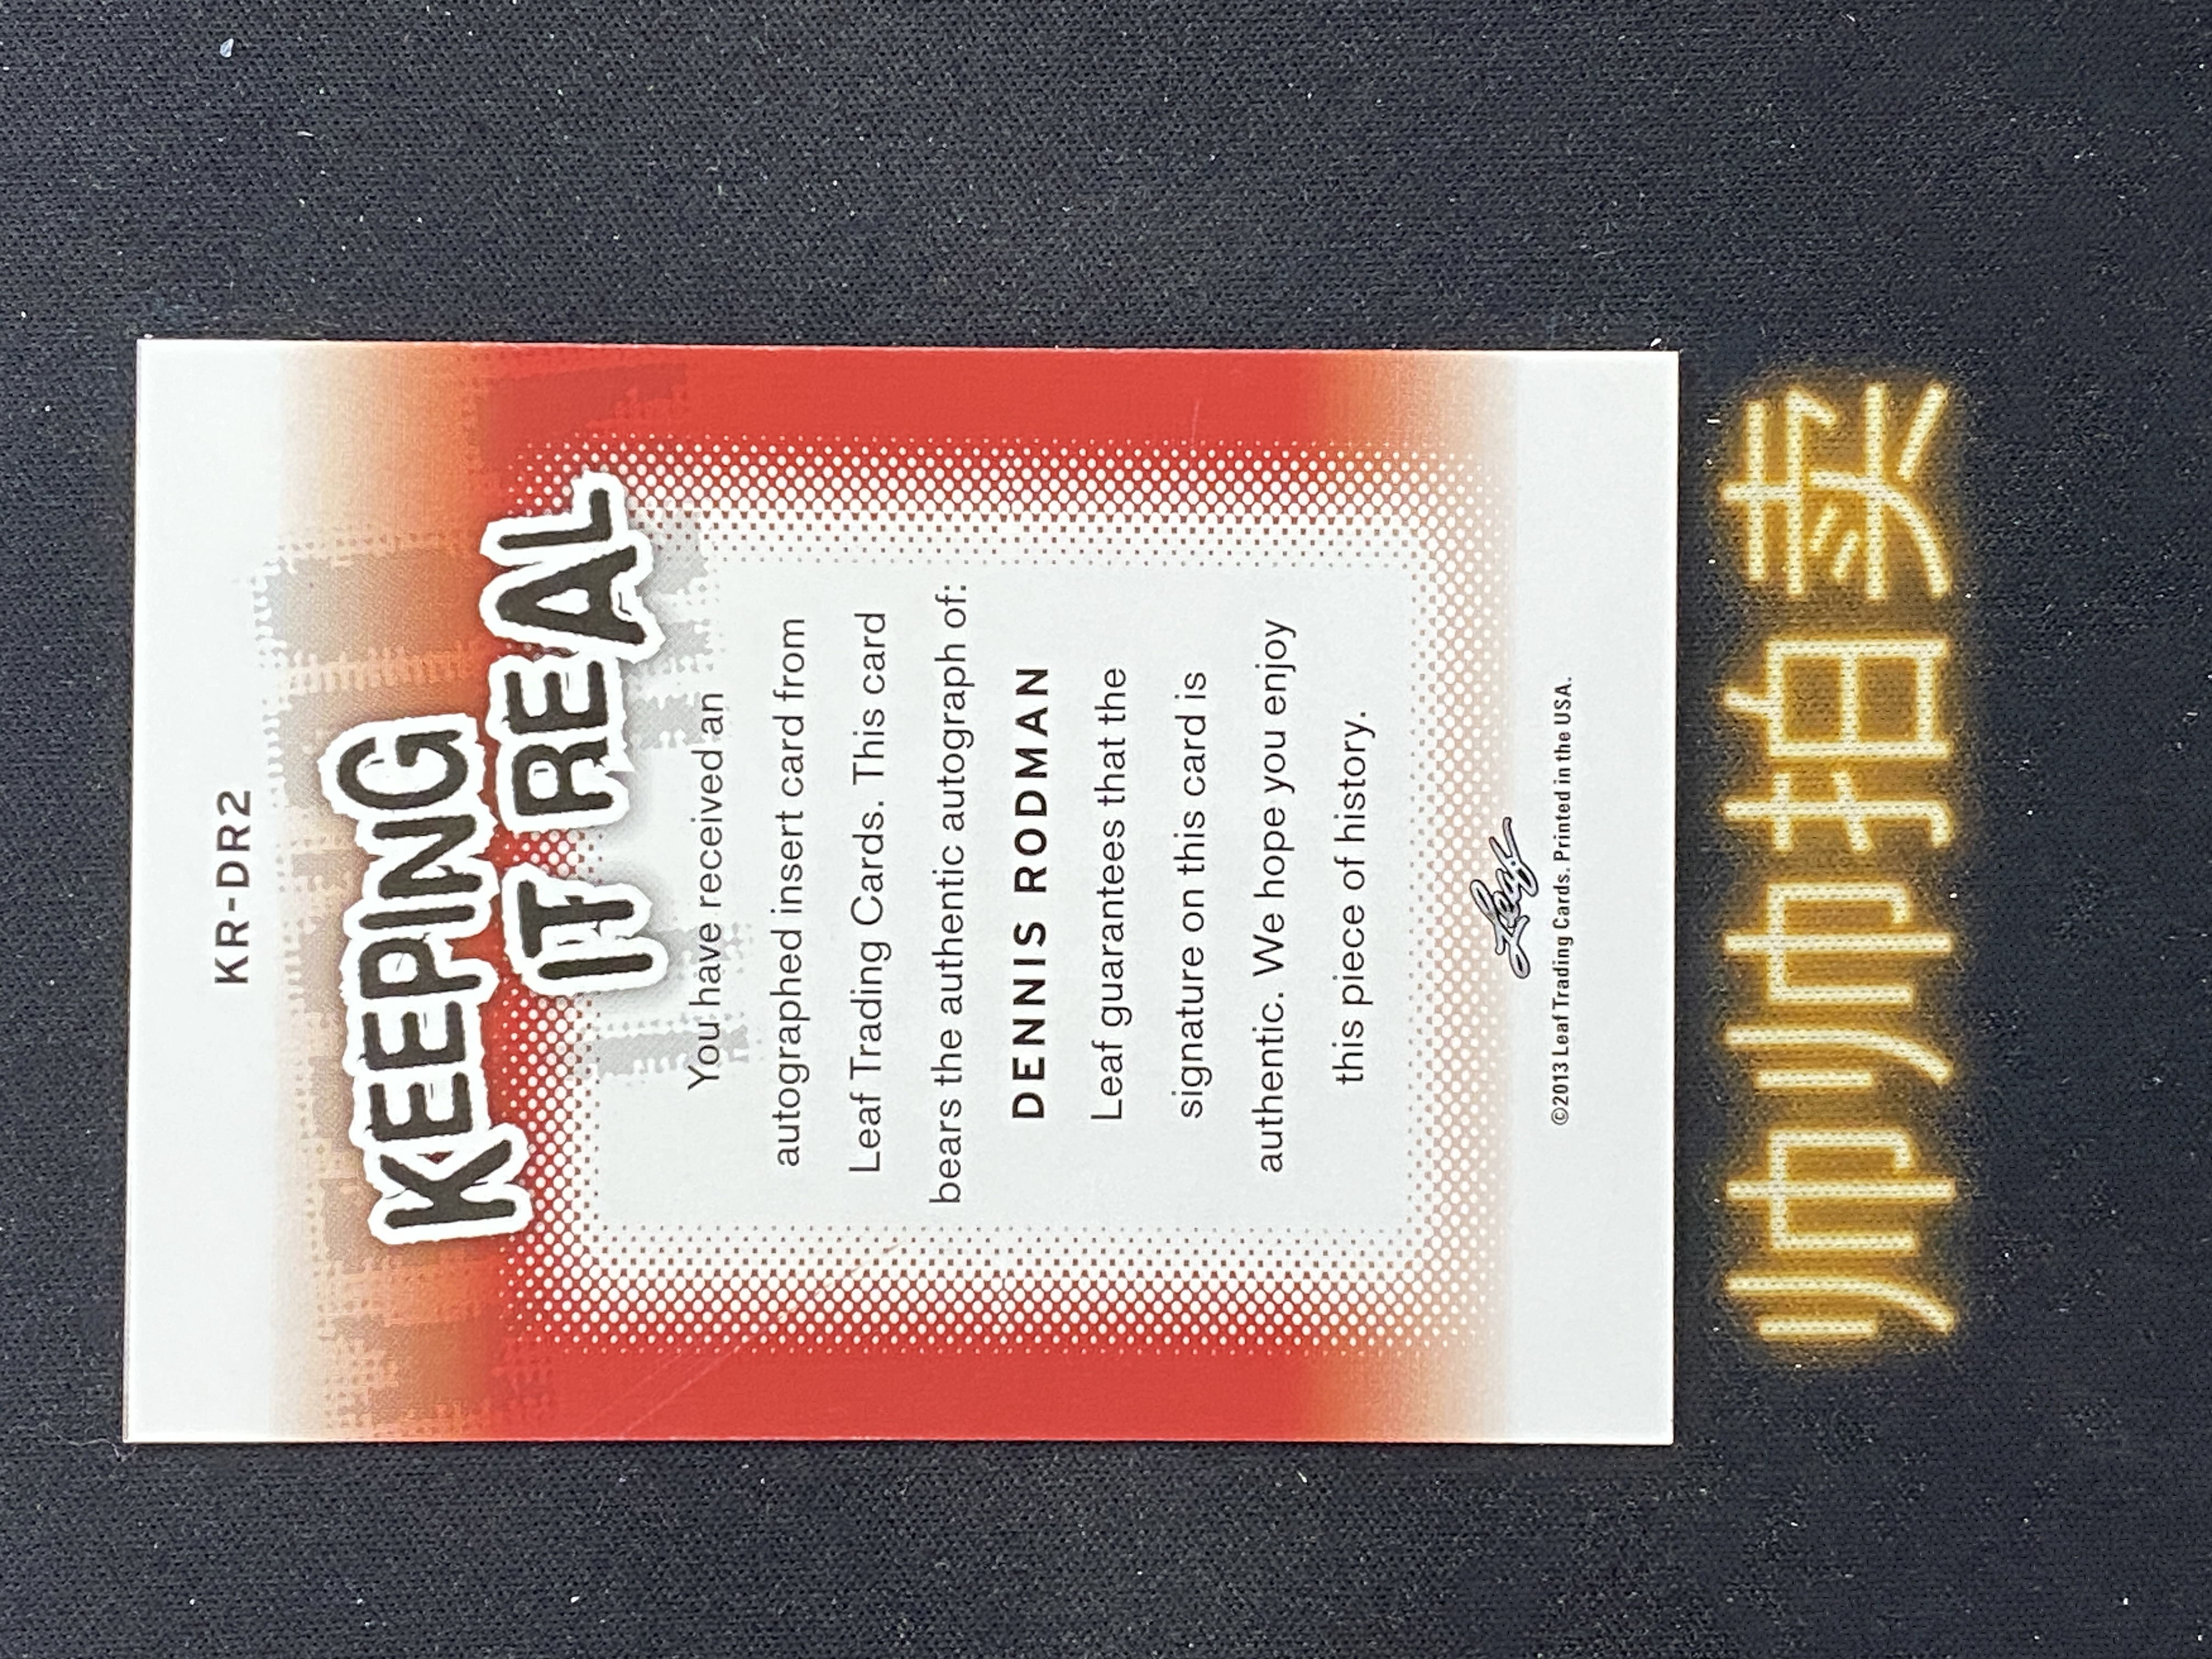 KR-DR2
KEEPING
IT REAL
You have received an
autographed insert card from
Leaf Trading Cards. This card
bears the authentic autograph of:
DENNIS RODMAN
Leaf guarantees that the
signature on this card is
authentic. We hope you enjoy
this piece of history.
Leaf
©2013 Leaf Trading Cards. Printed in the USA.
帅帅拍卖